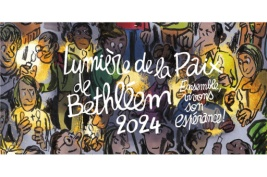 Lumière de la Paix
de
Bethléem
2024
Ensemble,
vivons
son
espérance!